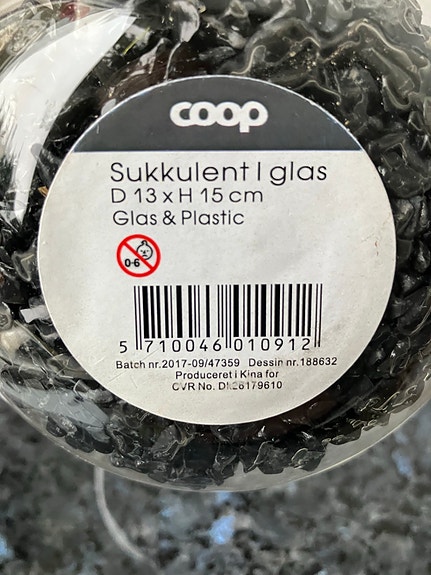 coop
Sukkulent I glas
D 13 x H 15 cm
Glas & Plastic
0-6
5 710046 010912
Batch nr.2017-09/47359 Dessin nr.188632
Produceret i Kina for
CVR No. DK26179610